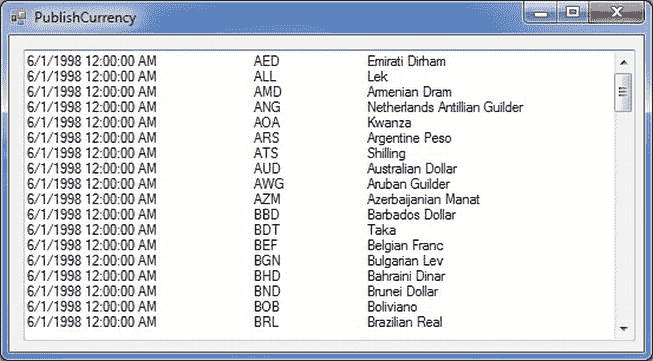 PublishCurrency
6/1/1998 12:00:00 AM AED Emirati Dirham
6/1/1998 12:00:00 AM ALL Lek
6/1/1998 12:00:00 AM AMD Armenian Dram
6/1/1998 12:00:00 AM ANG Netherlands Antillian Guilder
6/1/1998 12:00:00 AM AOA Kwanza
6/1/1998 12:00:00 AM ARS Argentine Peso
6/1/1998 12:00:00 AM ATS Shilling
6/1/1998 12:00:00 AM AUD Australian Dollar
6/1/1998 12:00:00 AM AWG Aruban Guilder
6/1/1998 12:00:00 AM AZM Azerbaijanian Manat
6/1/1998 12:00:00 AM BBD Barbados Dollar
6/1/1998 12:00:00 AM BDT Taka
6/1/1998 12:00:00 AM BEF Belgian Franc
6/1/1998 12:00:00 AM BGN Bulgarian Lev
6/1/1998 12:00:00 AM BHD Bahraini Dinar
6/1/1998 12:00:00 AM BND Brunei Dollar
6/1/1998 12:00:00 AM BOB Boliviano
6/1/1998 12:00:00 AM BRL Brazilian Real